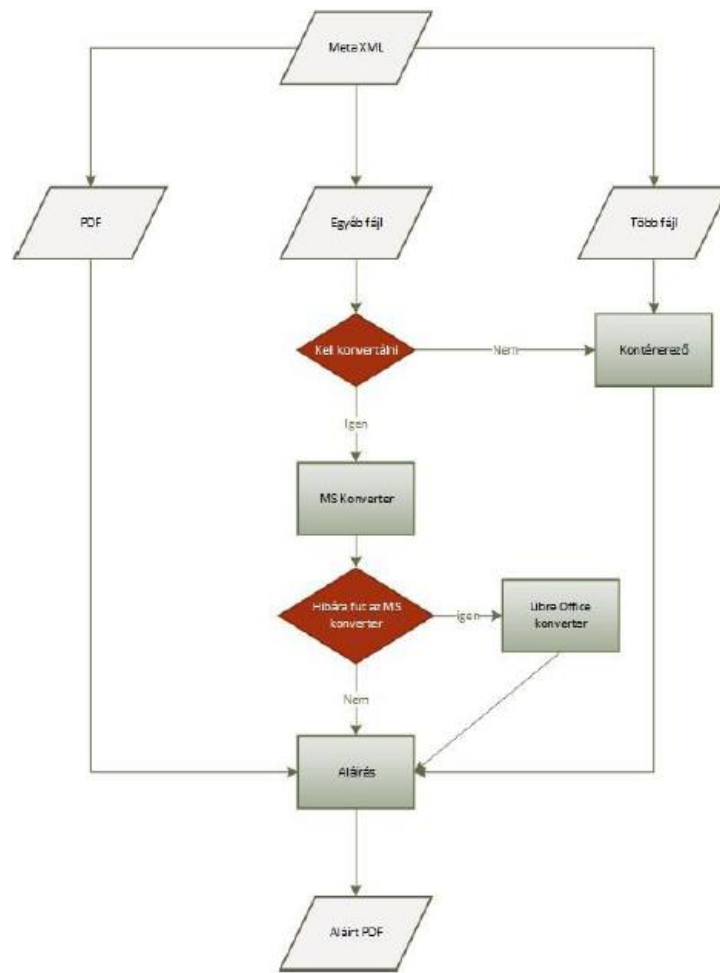 Meta XML
PDF
Egyéb fájl
Több fájl
Kell konvertálni
Nem
Konténerező
Igen
MS Konverter
Hibára fut az MS
konverter
igen
Libre Office
konverter
Nem
Aláírás
Aláírt PDF